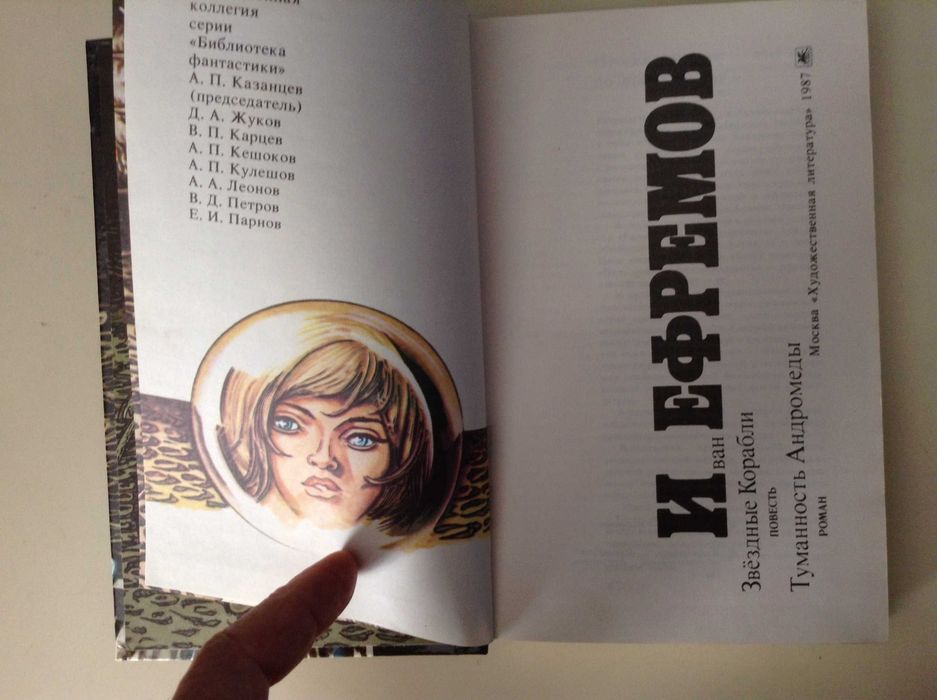 коллегия
серии
«Библиотека
фантастики»
А. П. Казанцев
(председатель)
Д. А. Жуков
В. П. Карцев
А. П. Кешоков
А. П. Кулешов
А. А. Леонов
В. Д. Петров
Е. И. Парнов
И ЕФРЕМОВ
ван
Звёздные Корабли
ПОВЕСТЬ
Туманность Андромеды
РОМАН
Москва «Художественная литература» 1987